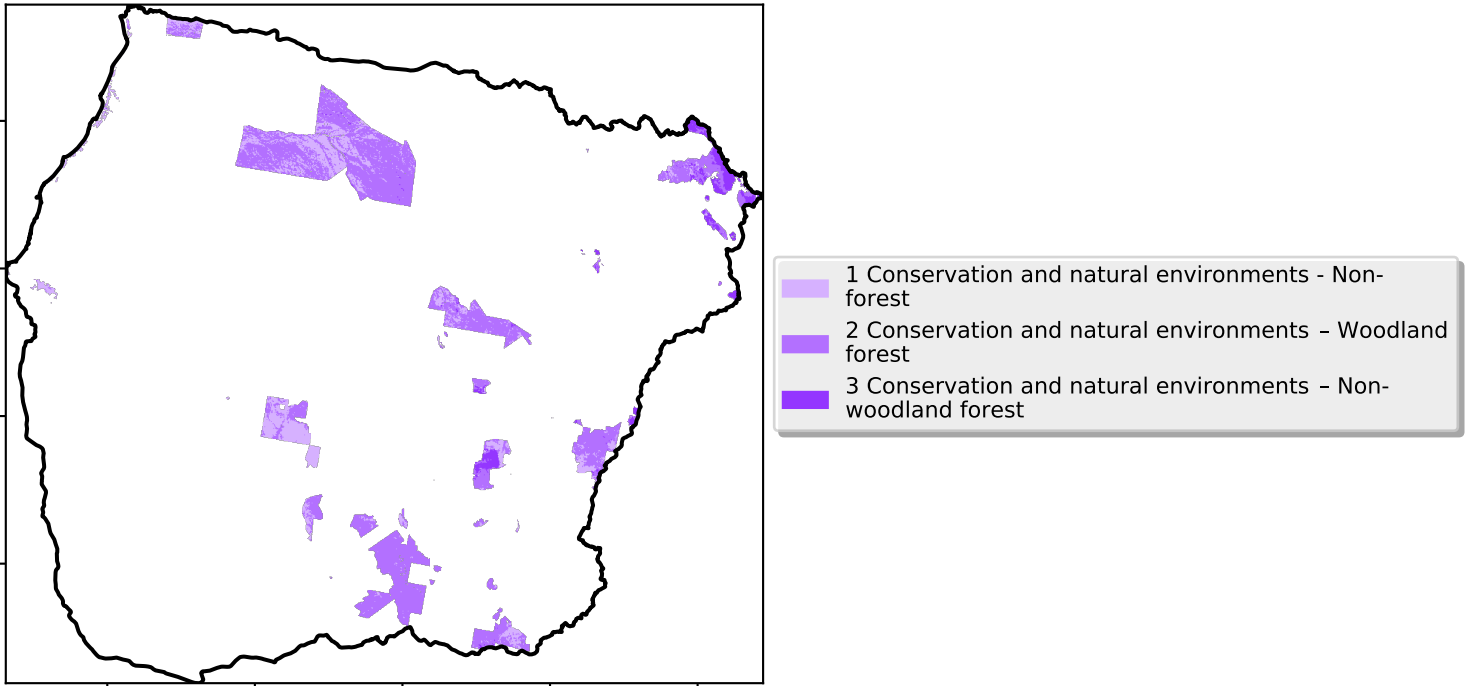 1 Conservation and natural environments - Non-
forest
2 Conservation and natural environments – Woodland
forest
3 Conservation and natural environments – Non-
woodland forest